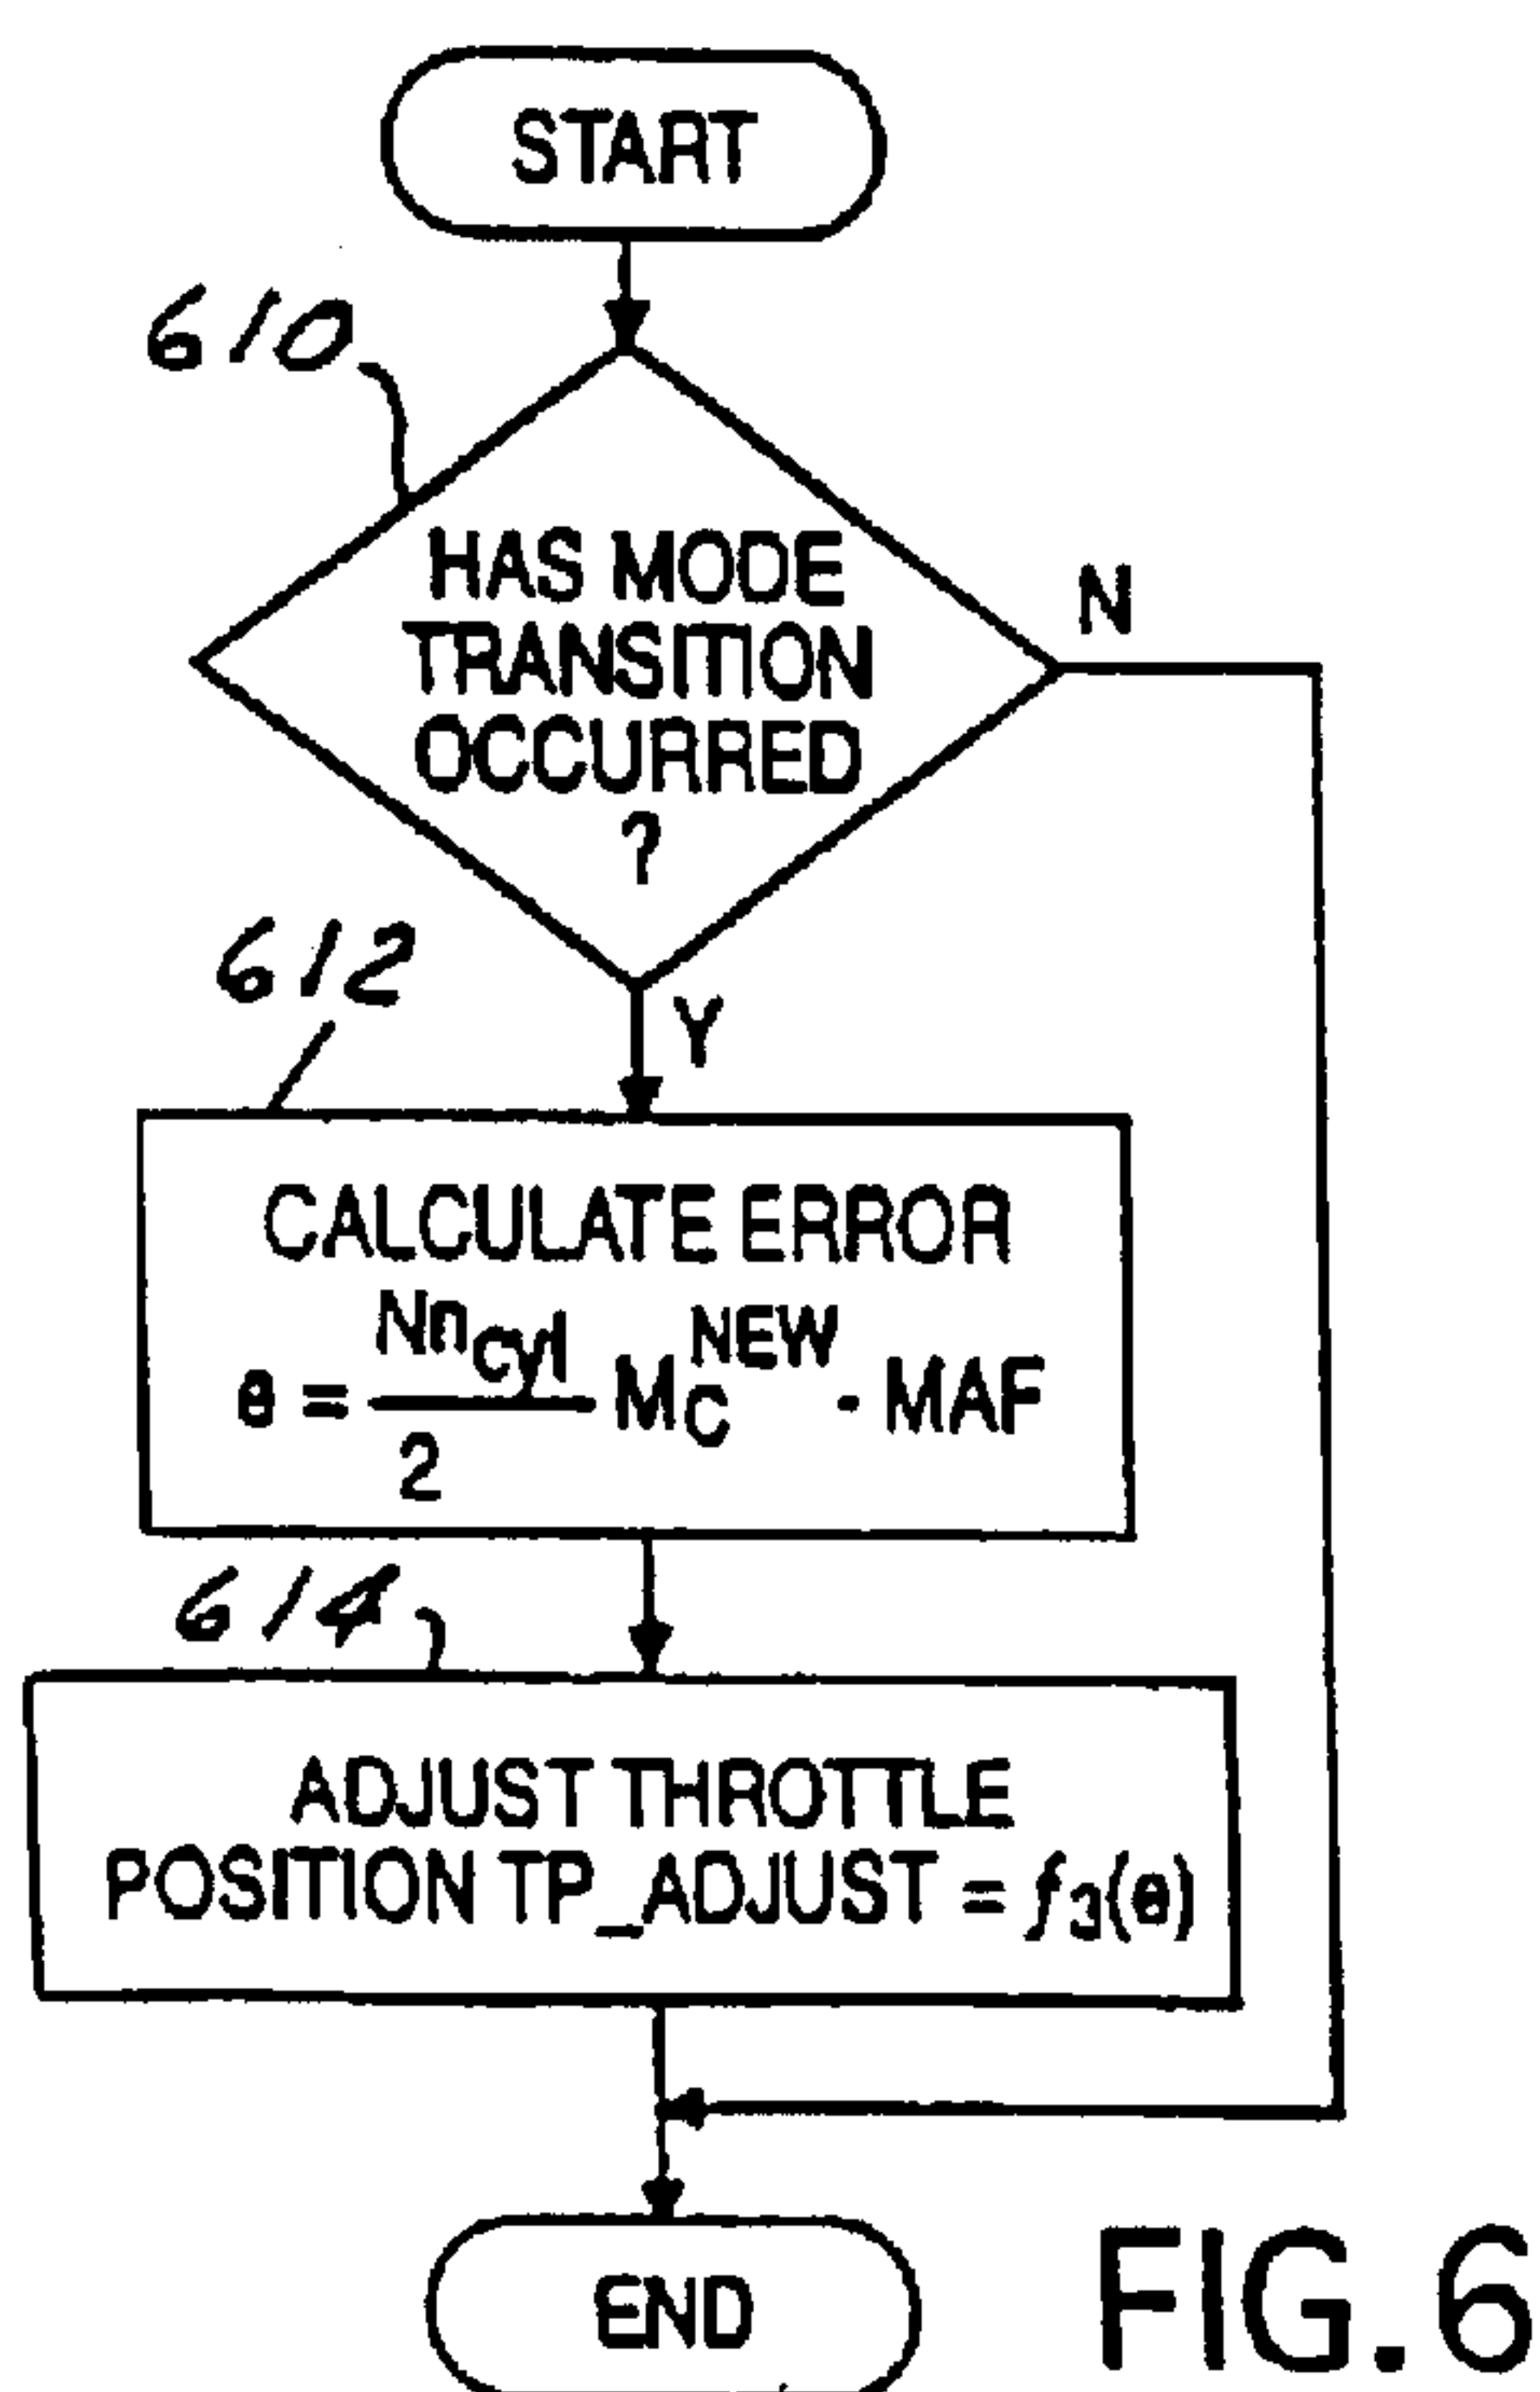 START
610
HAS MODE
TRANSITION
OCCURRED
?
N
612
Y
CALCULATE ERROR
e = Nn_cyl / 2 M_C^NEW - MAF
614
ADJUST THROTTLE
POSITION TP_ADJUST = f3(e)
END
FIG.6